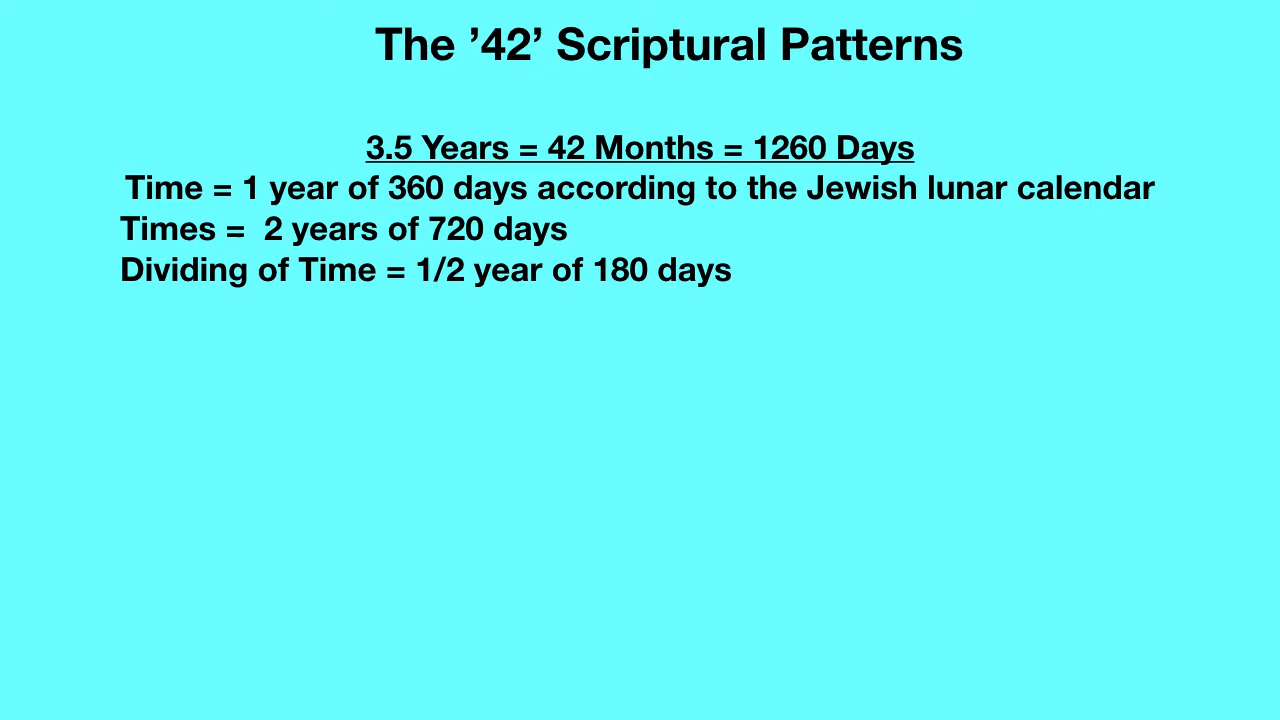 The ’42’ Scriptural Patterns
3.5 Years = 42 Months = 1260 Days
Time = 1 year of 360 days according to the Jewish lunar calendar
Times =  2 years of 720 days
Dividing of Time = 1/2 year of 180 days